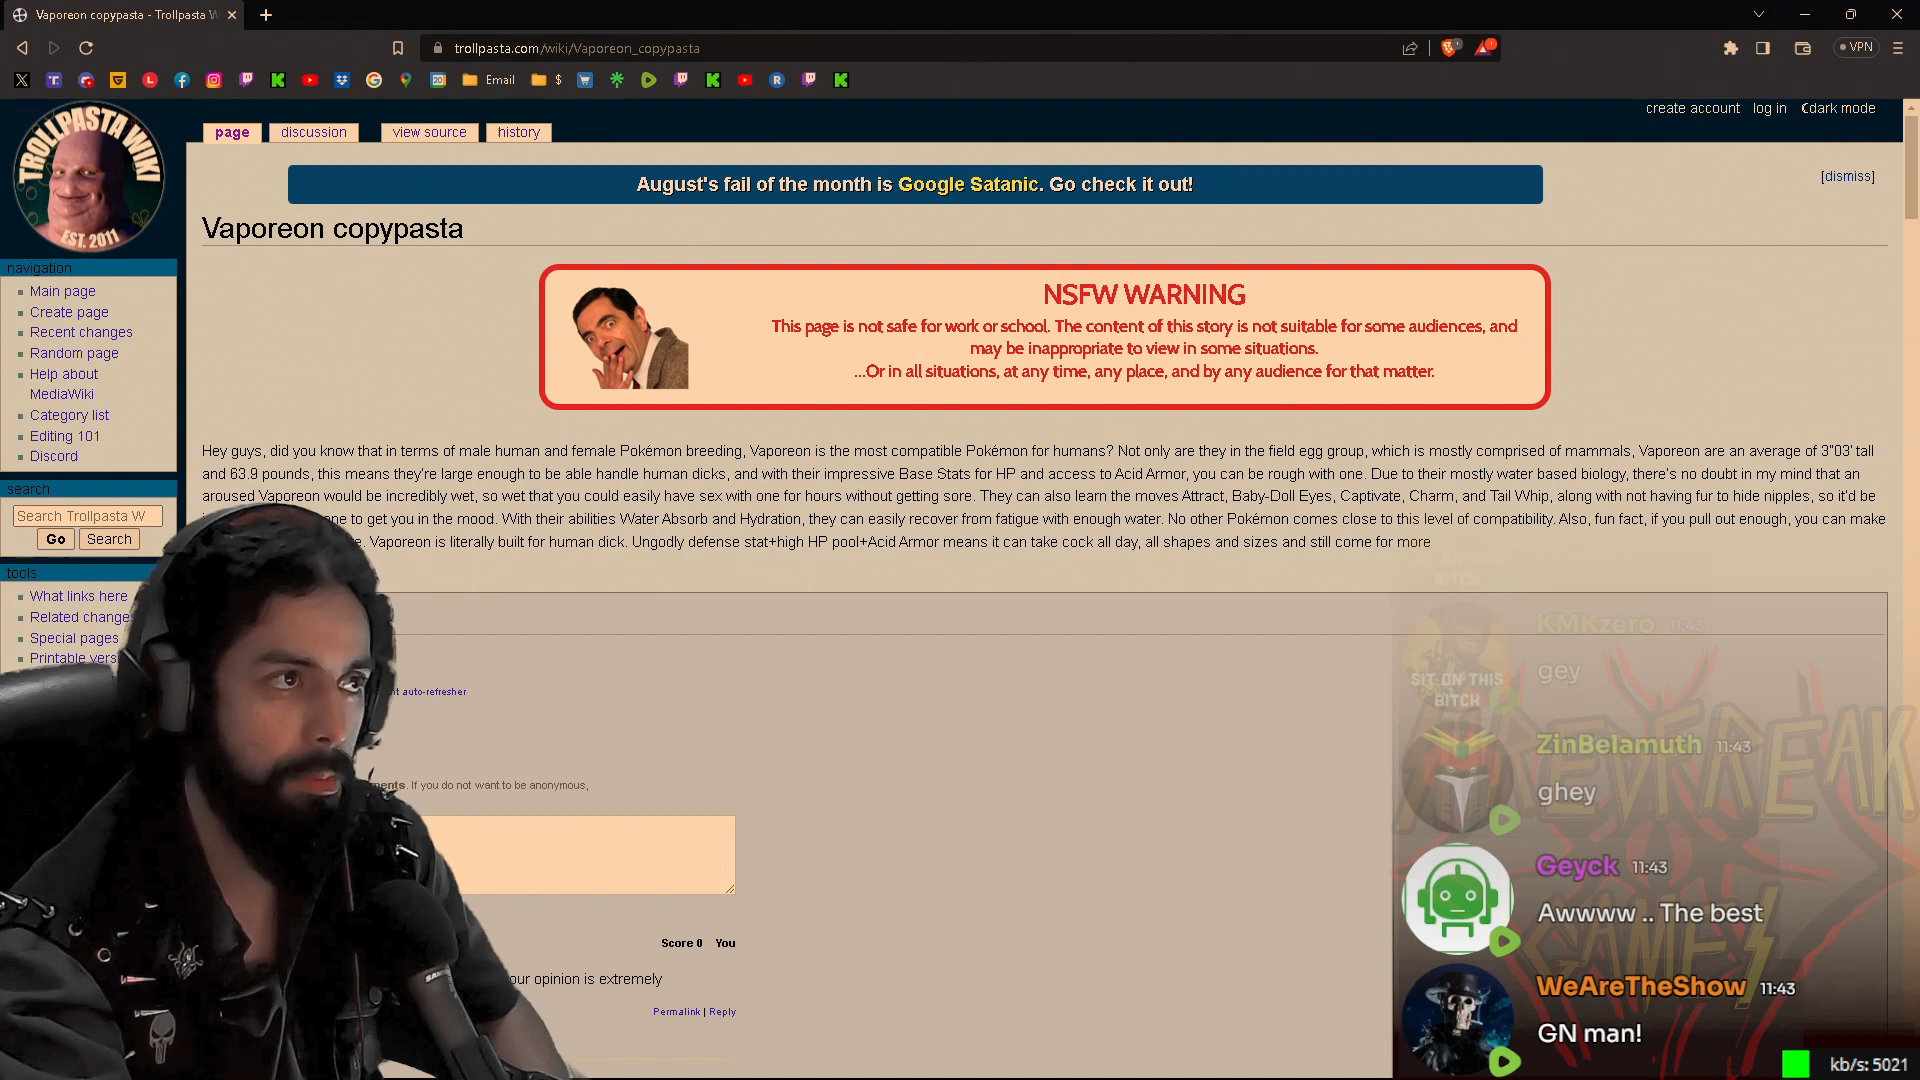 Vaporeon copypasta - Trollpasta W
trollpasta.com/wiki/Vaporeon_copypasta
VPN
Email
$
TROLLPASTA WIKI
EST. 2011
create account log in dark mode
page discussion view source history
August's fail of the month is Google Satanic. Go check it out!
[dismiss]
Vaporeon copypasta
NSFW WARNING
This page is not safe for work or school. The content of this story is not suitable for some audiences, and
may be inappropriate to view in some situations.
...Or in all situations, at any time, any place, and by any audience for that matter.
navigation
Main page
Create page
Recent changes
Random page
Help about
MediaWiki
Category list
Editing 101
Discord
search
Search Trollpasta W
Go Search
tools
What links here
Related changes
Special pages
Printable vers
Hey guys, did you know that in terms of male human and female Pokémon breeding, Vaporeon is the most compatible Pokémon for humans? Not only are they in the field egg group, which is mostly comprised of mammals, Vaporeon are an average of 3"03' tall
and 63.9 pounds, this means they're large enough to be able handle human dicks, and with their impressive Base Stats for HP and access to Acid Armor, you can be rough with one. Due to their mostly water based biology, there's no doubt in my mind that an
aroused Vaporeon would be incredibly wet, so wet that you could easily have sex with one for hours without getting sore. They can also learn the moves Attract, Baby-Doll Eyes, Captivate, Charm, and Tail Whip, along with not having fur to hide nipples, so it'd be
one to get you in the mood. With their abilities Water Absorb and Hydration, they can easily recover from fatigue with enough water. No other Pokémon comes close to this level of compatibility. Also, fun fact, if you pull out enough, you can make
Vaporeon is literally built for human dick. Ungodly defense stat+high HP pool+Acid Armor means it can take cock all day, all shapes and sizes and still come for more
auto-refresher
ments. If you do not want to be anonymous,
Score 0 You
our opinion is extremely
Permalink | Reply
BITCH
KMKzero 11:43
gey
SIT ON THIS
BITCH
ZinBelamuth 11:43
ghey
REVFREAK
GAMES
Geyck 11:43
Awwww .. The best
WeAreTheShow 11:43
GN man!
kb/s: 5021